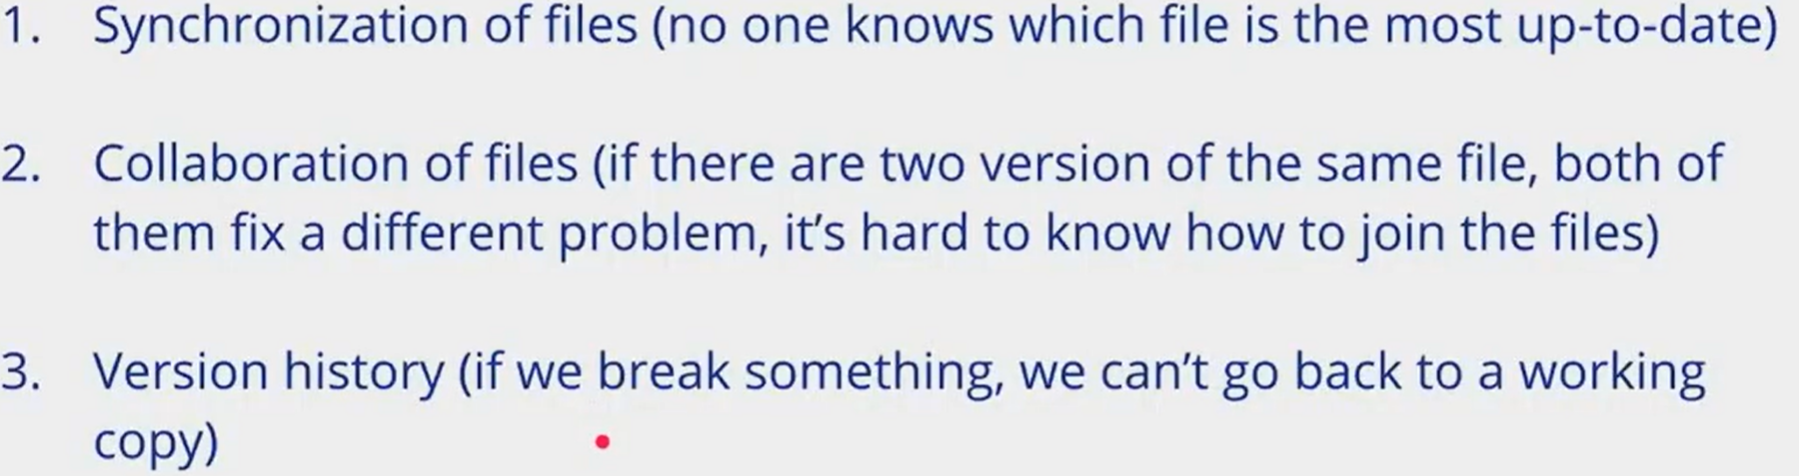 1. Synchronization of files (no one knows which file is the most up-to-date)
2. Collaboration of files (if there are two version of the same file, both of
them fix a different problem, it's hard to know how to join the files)
3. Version history (if we break something, we can't go back to a working
copy)